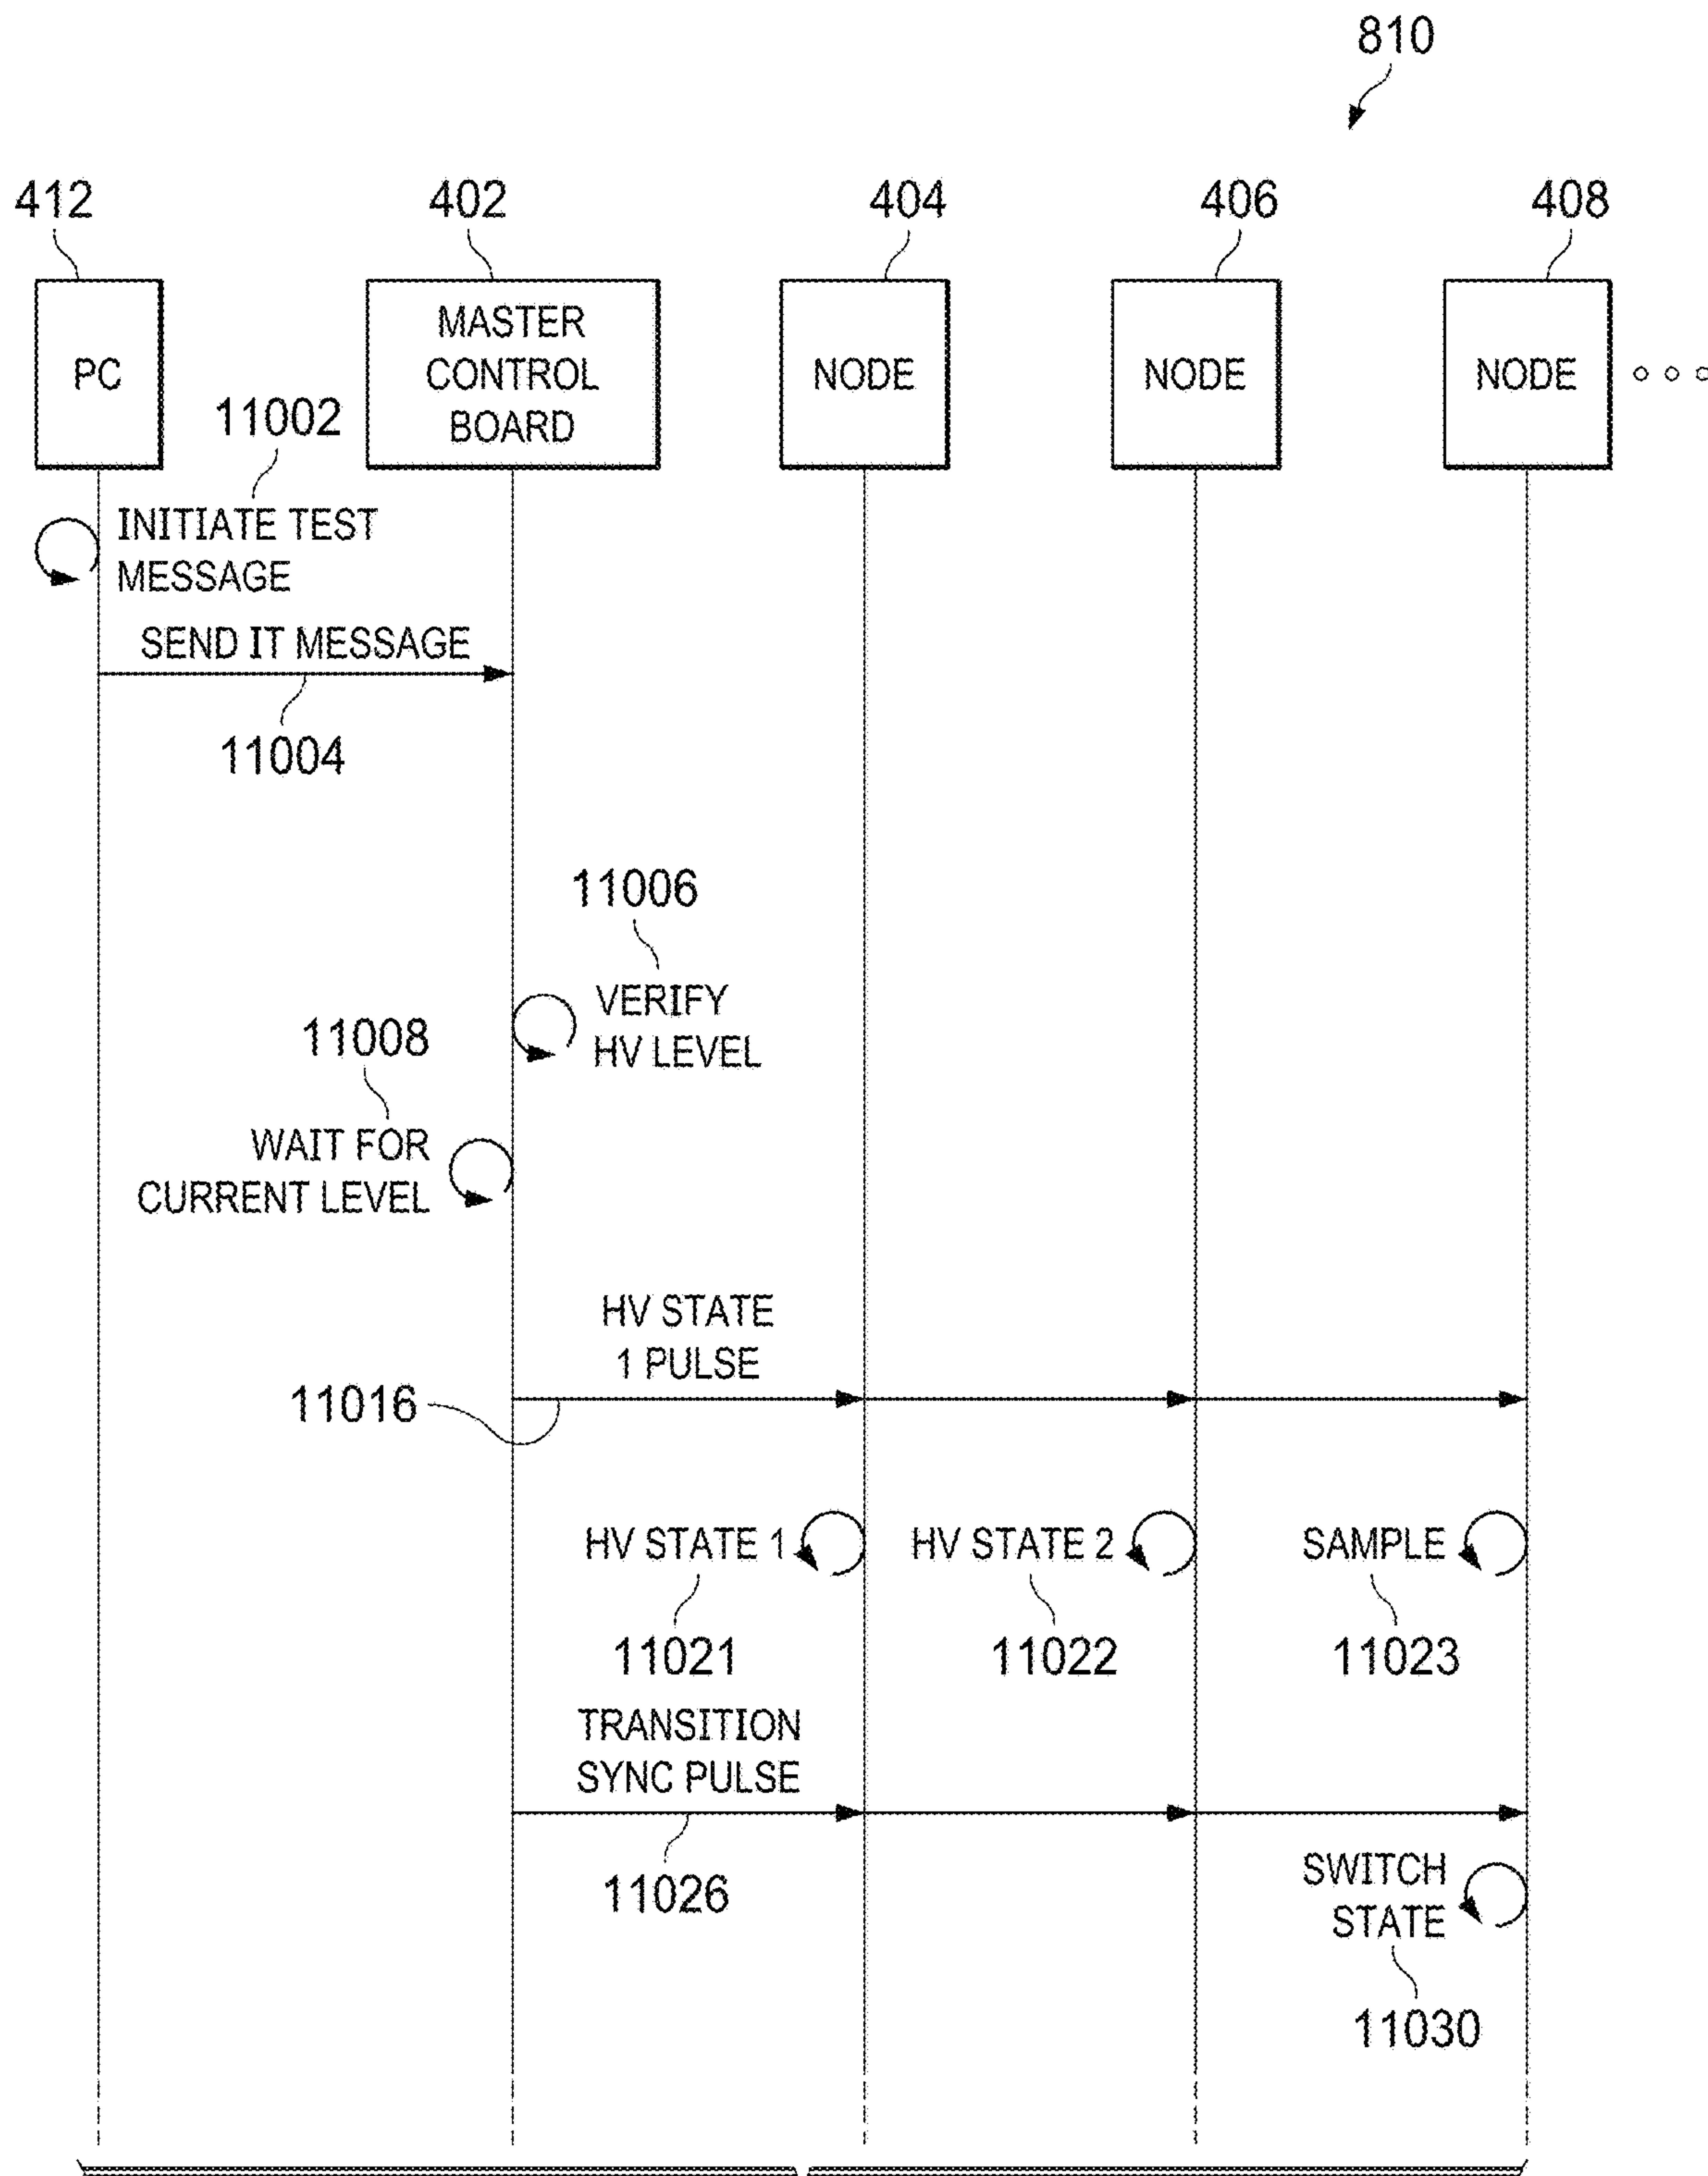 810
412
402
404
406
408
PC
MASTER
CONTROL
BOARD
NODE
NODE
NODE
11002
INITIATE TEST
MESSAGE
SEND IT MESSAGE
11004
11006
VERIFY
HV LEVEL
11008
WAIT FOR
CURRENT LEVEL
HV STATE
1 PULSE
11016
HV STATE 1
HV STATE 2
SAMPLE
11021
11022
11023
TRANSITION
SYNC PULSE
11026
SWITCH
STATE
11030